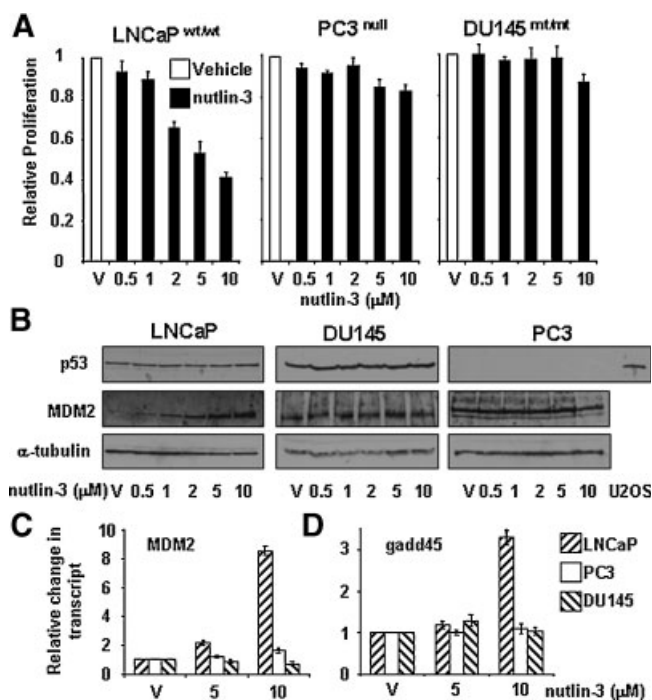 A
LNCaP wt/wt
PC3 null
DU145 mt/mt
Relative Proliferation
1
0.8
0.6
0.4
0.2
0
Vehicle
nutlin-3
V 0.5 1 2 5 10
V 0.5 1 2 5 10
V 0.5 1 2 5 10
nutlin-3 (μM)
B
LNCaP
DU145
PC3
p53
MDM2
α-tubulin
nutlin-3 (μM)
V 0.5 1 2 5 10
V 0.5 1 2 5 10
V 0.5 1 2 5 10 U2OS
C
MDM2
Relative change in
transcript
10
8
6
4
2
0
V 5 10
D
gadd45
3
2
1
0
V 5 10
nutlin-3 (μM)
LNCaP
PC3
DU145